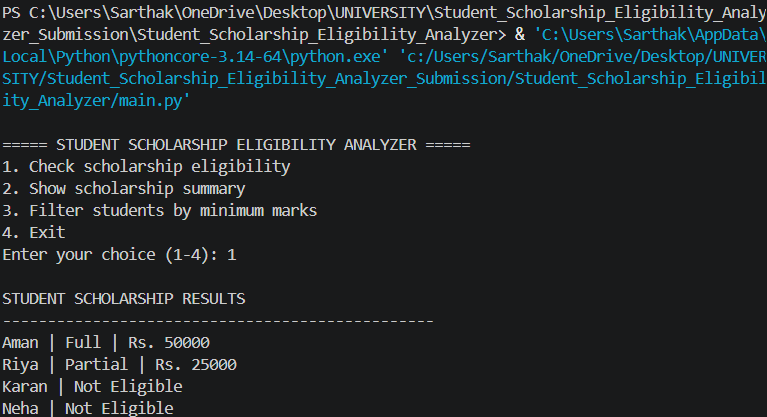 PS C:\Users\Sarthak\OneDrive\Desktop\UNIVERSITY\Student_Scholarship_Eligibility_Analy
zer_Submission\Student_Scholarship_Eligibility_Analyzer> & 'C:\Users\Sarthak\AppData\
Local\Python\pythoncore-3.14-64\python.exe' 'c:/Users/Sarthak/OneDrive/Desktop/UNIVER
SITY/Student_Scholarship_Eligibility_Analyzer_Submission/Student_Scholarship_Eligibil
ity_Analyzer/main.py'
===== STUDENT SCHOLARSHIP ELIGIBILITY ANALYZER =====
1. Check scholarship eligibility
2. Show scholarship summary
3. Filter students by minimum marks
4. Exit
Enter your choice (1-4): 1
STUDENT SCHOLARSHIP RESULTS
------------------------------------------------
Aman | Full | Rs. 50000
Riya | Partial | Rs. 25000
Karan | Not Eligible
Neha | Not Eligible